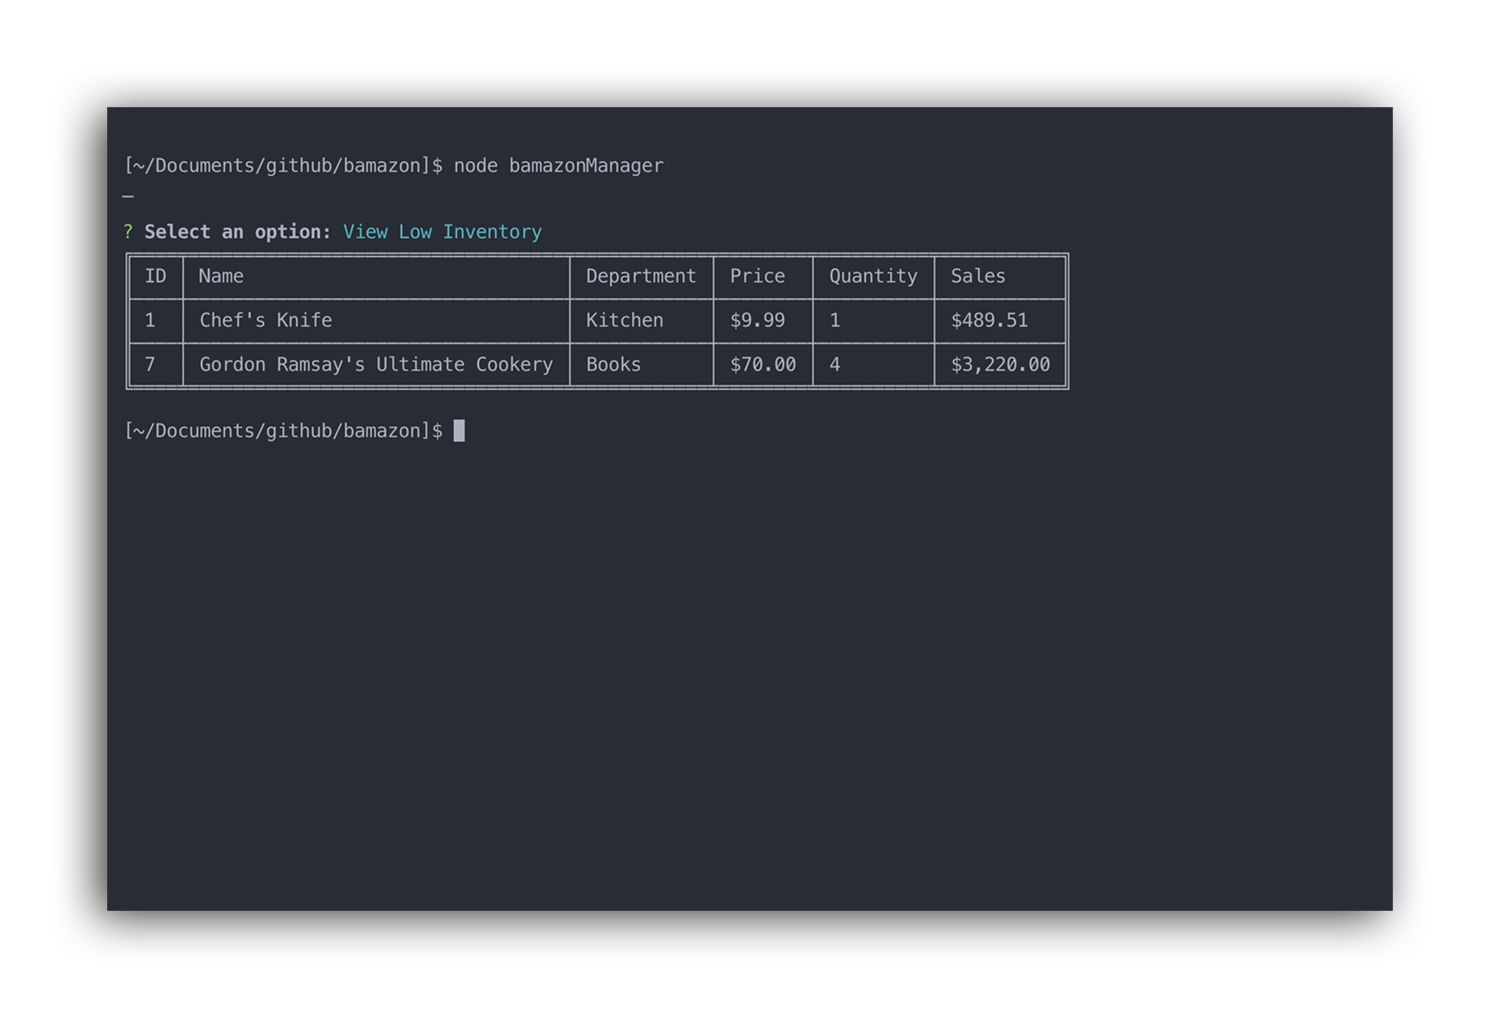 [~/Documents/github/bamazon]$ node bamazonManager
_
? Select an option: View Low Inventory
ID Name Department Price Quantity Sales
1 Chef's Knife Kitchen $9.99 1 $489.51
7 Gordon Ramsay's Ultimate Cookery Books $70.00 4 $3,220.00
[~/Documents/github/bamazon]$